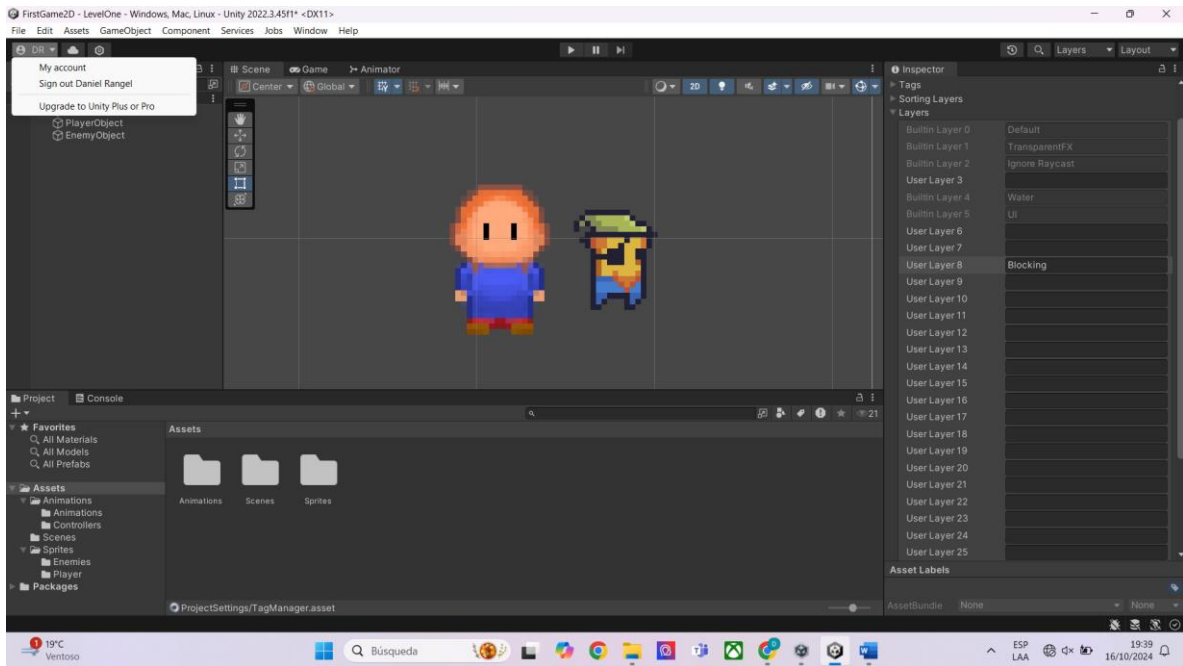 FirstGame2D - LevelOne - Windows, Mac, Linux - Unity 2022.3.45f1* <DX11>
File Edit Assets GameObject Component Services Jobs Window Help
DR
Layers
Layout
My account
Sign out Daniel Rangel
Upgrade to Unity Plus or Pro
PlayerObject
EnemyObject
Scene
Game
Animator
Center
Global
2D
Inspector
Tags
Sorting Layers
Layers
Builtin Layer 0 Default
Builtin Layer 1 TransparentFX
Builtin Layer 2 Ignore Raycast
User Layer 3
Builtin Layer 4 Water
Builtin Layer 5 UI
User Layer 6
User Layer 7
User Layer 8 Blocking
User Layer 9
User Layer 10
User Layer 11
User Layer 12
User Layer 13
User Layer 14
User Layer 15
User Layer 16
User Layer 17
User Layer 18
User Layer 19
User Layer 20
User Layer 21
User Layer 22
User Layer 23
User Layer 24
User Layer 25
Asset Labels
AssetBundle None None
Project
Console
21
Favorites
All Materials
All Models
All Prefabs
Assets
Animations
Animations
Controllers
Scenes
Sprites
Enemies
Player
Packages
Assets
Animations Scenes Sprites
ProjectSettings/TagManager.asset
1
19°C
Ventoso
Búsqueda
ESP
LAA
19:39
16/10/2024